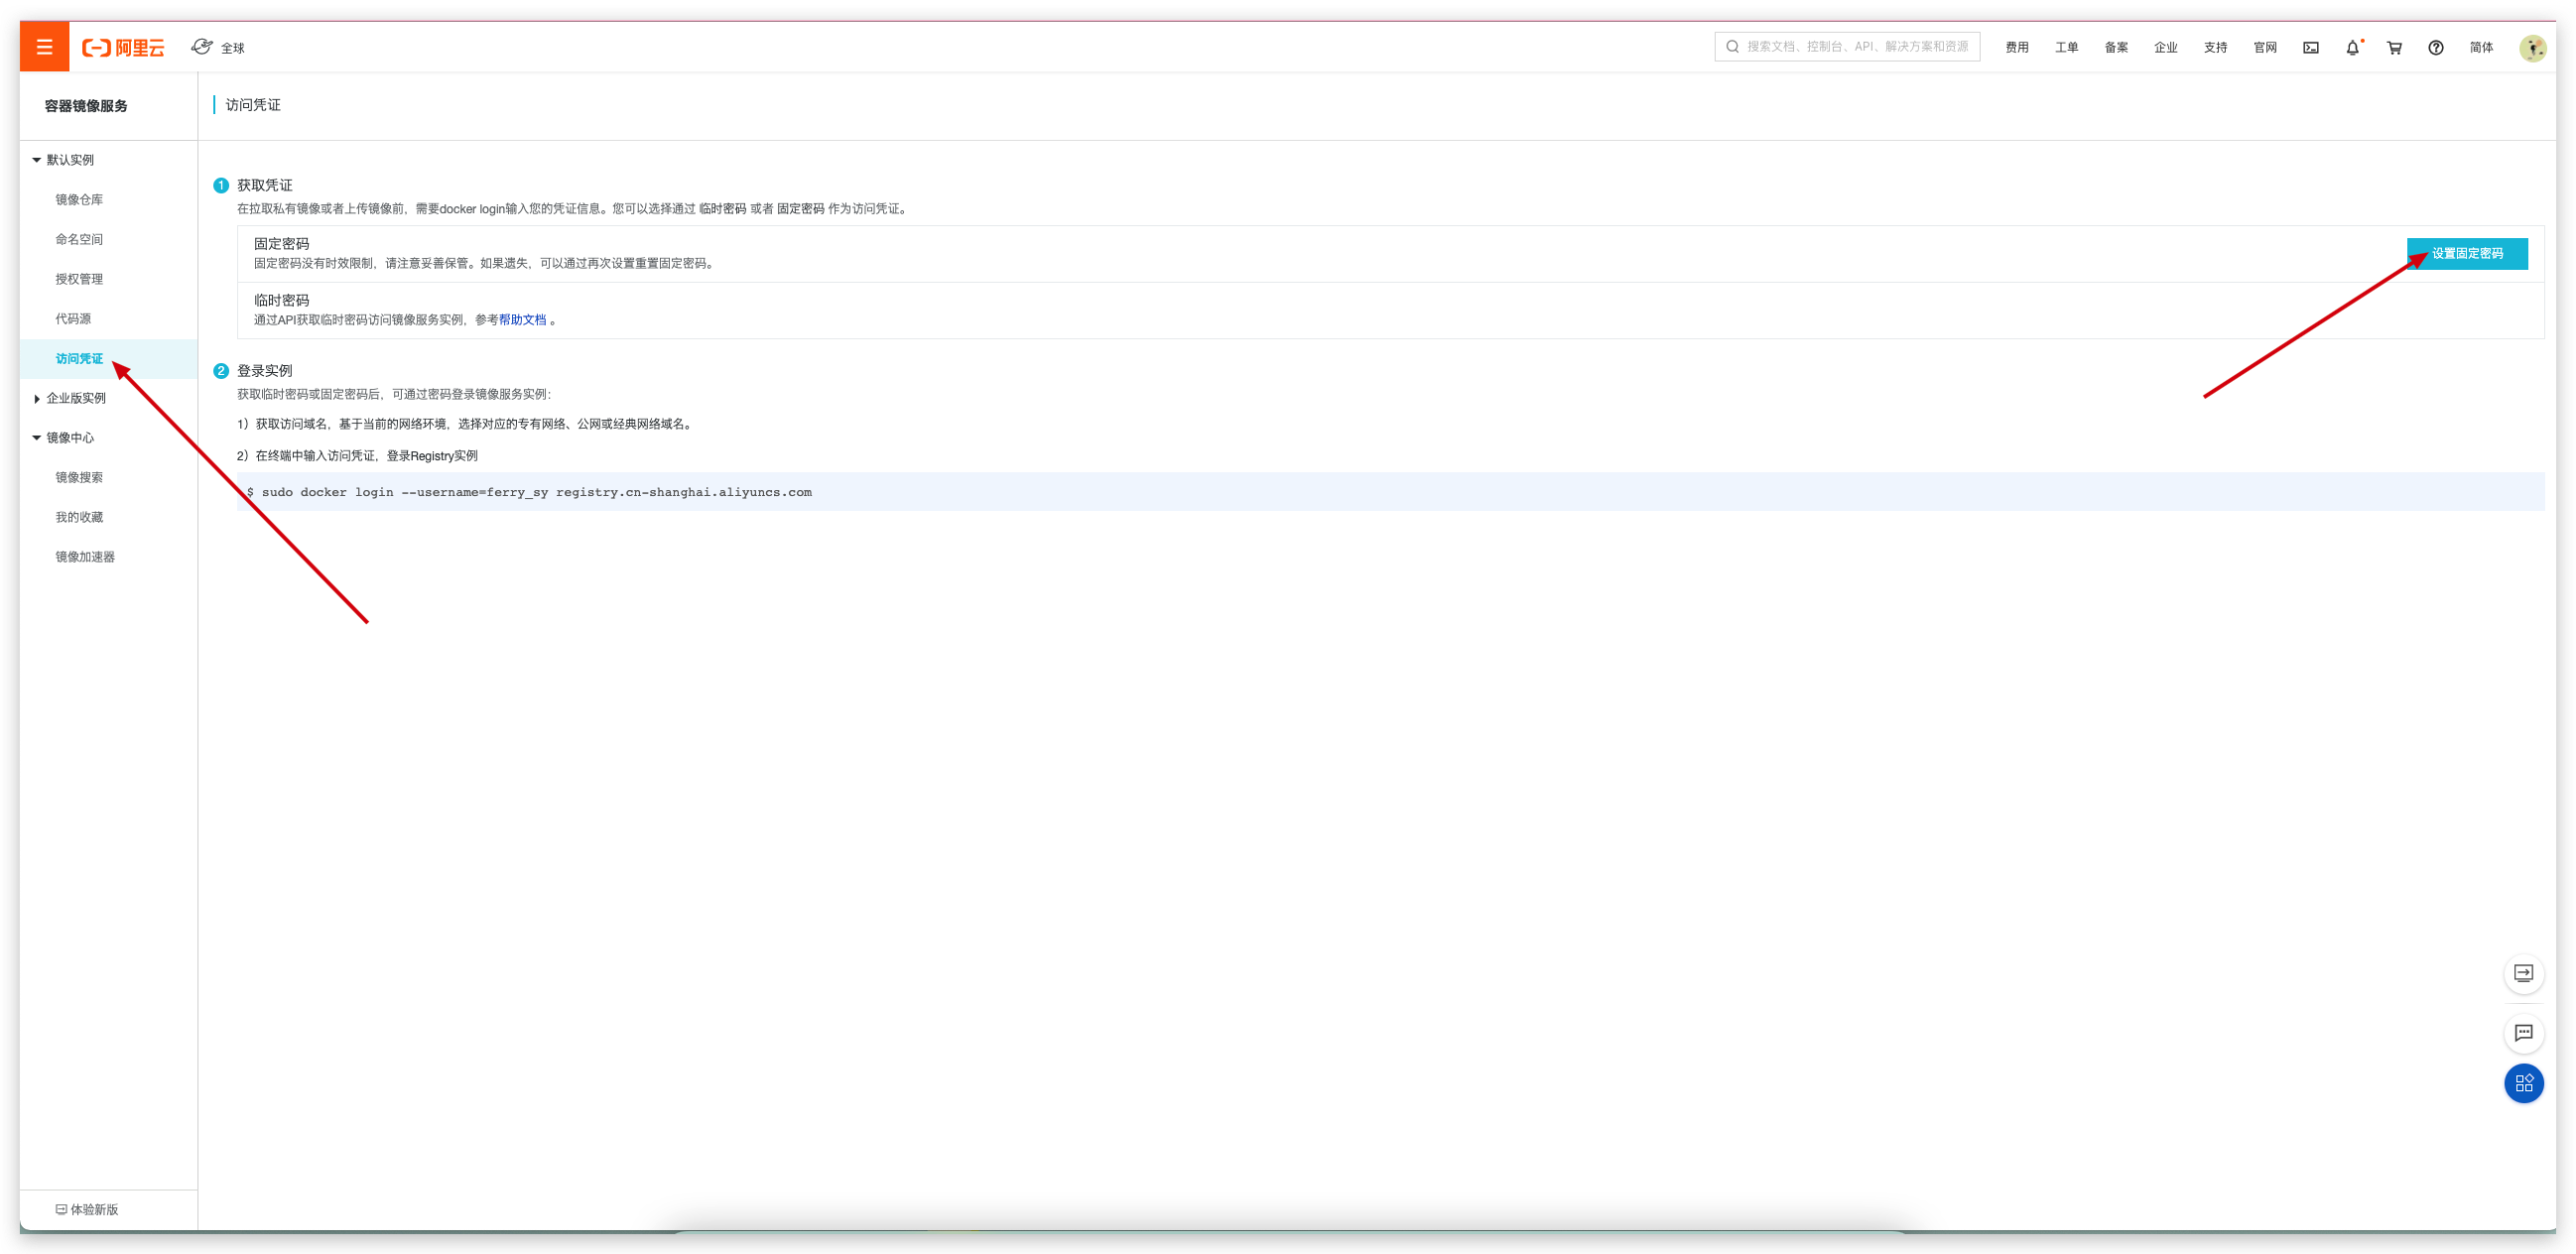 阿里云
全球
搜索文档、控制台、API、解决方案和资源
费用
工单
备案
企业
支持
官网
简体
容器镜像服务
默认实例
镜像仓库
命名空间
授权管理
代码源
访问凭证
企业版实例
镜像中心
镜像搜索
我的收藏
镜像加速器
体验新版
访问凭证
1 获取凭证
在拉取私有镜像或者上传镜像前，需要docker login输入您的凭证信息。您可以选择通过 临时密码 或者 固定密码 作为访问凭证。
固定密码
固定密码没有时效限制，请注意妥善保管。如果遗失，可以通过再次设置重置固定密码。
设置固定密码
临时密码
通过API获取临时密码访问镜像服务实例，参考帮助文档 。
2 登录实例
获取临时密码或固定密码后，可通过密码登录镜像服务实例：
1）获取访问域名，基于当前的网络环境，选择对应的专有网络、公网或经典网络域名。
2）在终端中输入访问凭证，登录Registry实例
$ sudo docker login --username=ferry_sy registry.cn-shanghai.aliyuncs.com